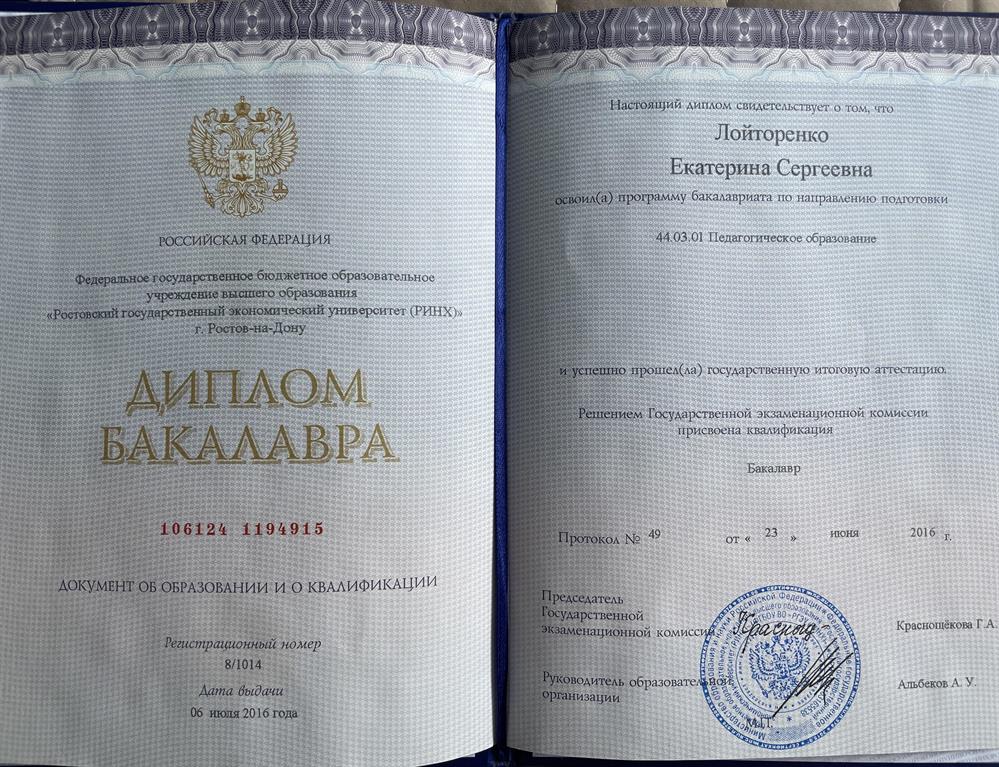 РОССИЙСКАЯ ФЕДЕРАЦИЯ
Федеральное государственное бюджетное образовательное
учреждение высшего образования
«Ростовский государственный экономический университет (РИНХ)»
г. Ростов-на-Дону
ДИПЛОМ
БАКАЛАВРА
106124 1194915
ДОКУМЕНТ ОБ ОБРАЗОВАНИИ И О КВАЛИФИКАЦИИ
Регистрационный номер
8/1014
Дата выдачи
06 июля 2016 года
Настоящий диплом свидетельствует о том, что
Лойторенко
Екатерина Сергеевна
освоил(а) программу бакалавриата по направлению подготовки
44.03.01 Педагогическое образование
и успешно прошел(ла) государственную итоговую аттестацию.
Решением Государственной экзаменационной комиссии
присвоена квалификация
Бакалавр
Протокол № 49 от « 23 » июня 2016 г.
Председатель
Государственной
экзаменационной комиссии Краснощёкова Г.А.
Руководитель образовательной
организации Альбеков А. У.
М.П.